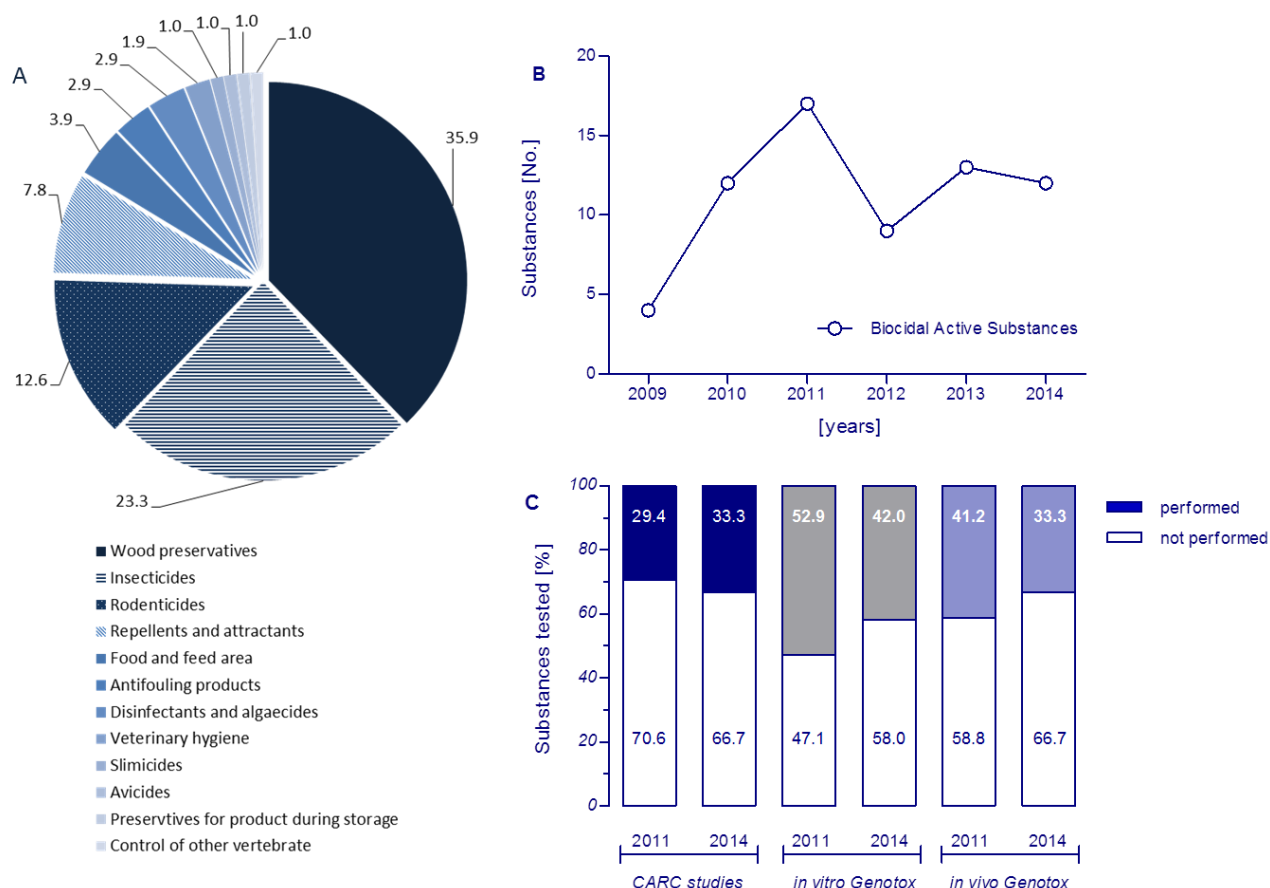 A
1.0
1.0
1.0
1.0
1.9
2.9
2.9
3.9
7.8
12.6
23.3
35.9
Wood preservatives
Insecticides
Rodenticides
Repellents and attractants
Food and feed area
Antifouling products
Disinfectants and algaecides
Veterinary hygiene
Slimicides
Avicides
Preservtives for product during storage
Control of other vertebrate
B
Substances [No.]
20
15
10
5
0
2009 2010 2011 2012 2013 2014
[years]
Biocidal Active Substances
C
Substances tested [%]
100
80
60
40
20
0
29.4 33.3 52.9 42.0 41.2 33.3
70.6 66.7 47.1 58.0 58.8 66.7
2011 2014 2011 2014 2011 2014
CARC studies in vitro Genotox in vivo Genotox
performed
not performed